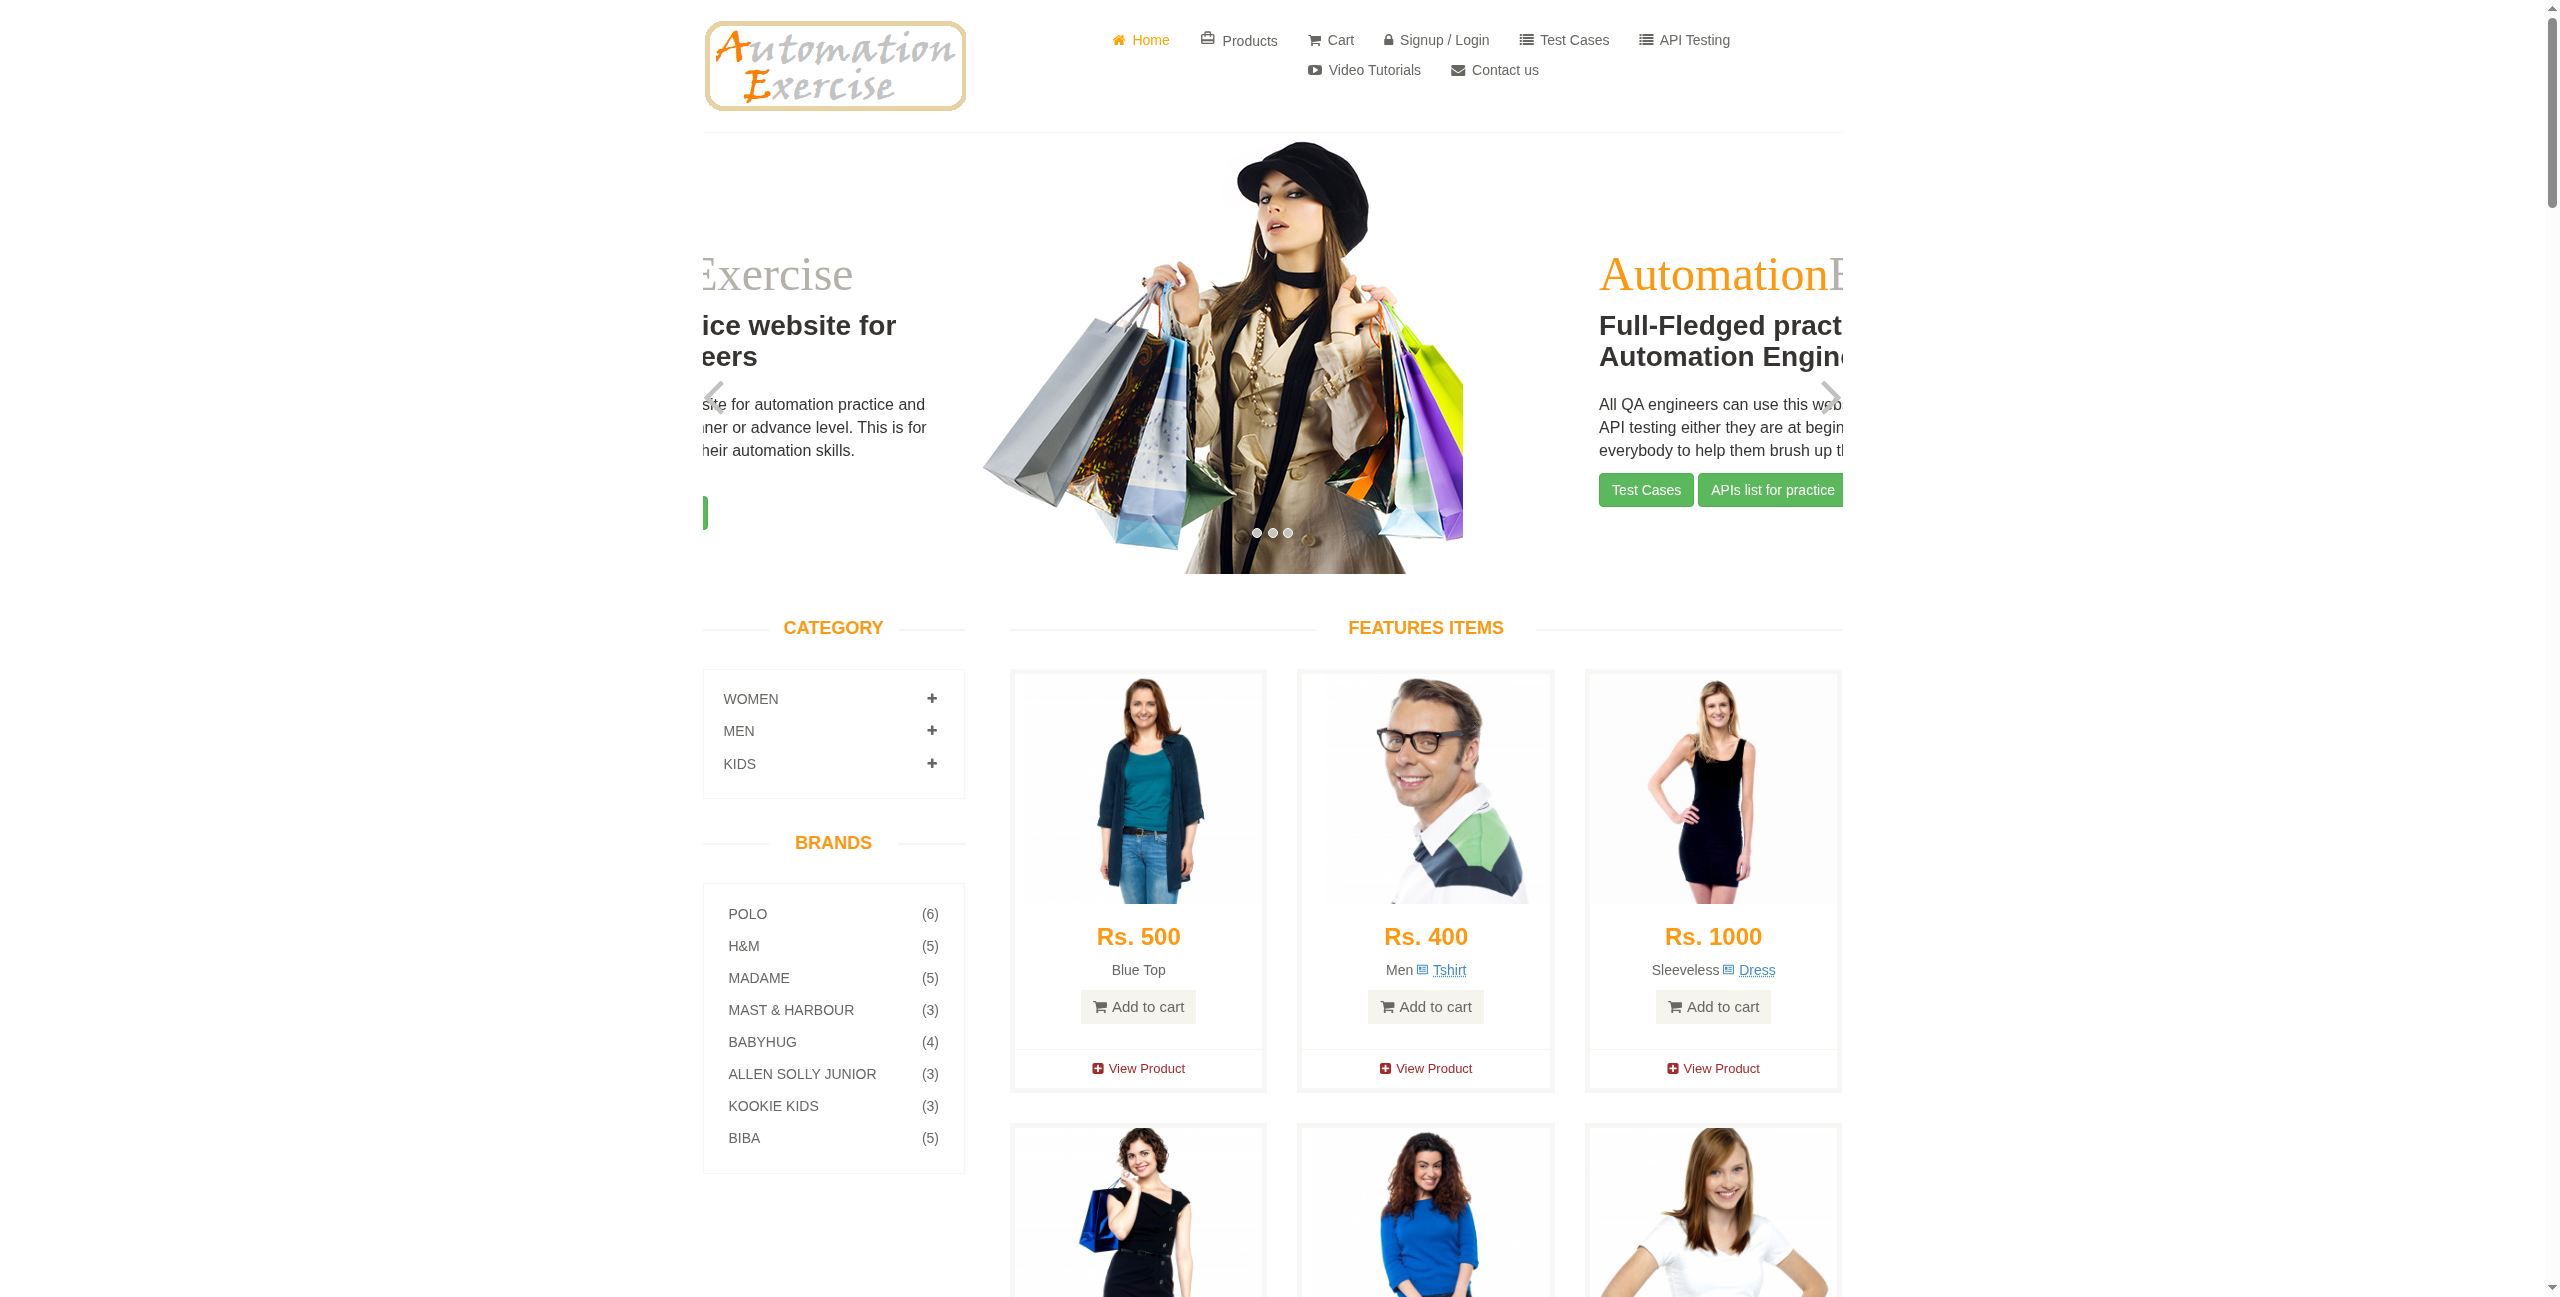 Automation
Exercise
Home
Products
Cart
Signup / Login
Test Cases
API Testing
Video Tutorials
Contact us
Exercise
ice website for
eers
site for automation practice and
ner or advance level. This is for
heir automation skills.
Automation
Full-Fledged pract
Automation Engine
All QA engineers can use this web
API testing either they are at begin
everybody to help them brush up t
Test Cases
APIs list for practice
CATEGORY
WOMEN
MEN
KIDS
BRANDS
POLO (6)
H&M (5)
MADAME (5)
MAST & HARBOUR (3)
BABYHUG (4)
ALLEN SOLLY JUNIOR (3)
KOOKIE KIDS (3)
BIBA (5)
FEATURES ITEMS
Rs. 500
Blue Top
Add to cart
View Product
Rs. 400
Men Tshirt
Add to cart
View Product
Rs. 1000
Sleeveless Dress
Add to cart
View Product